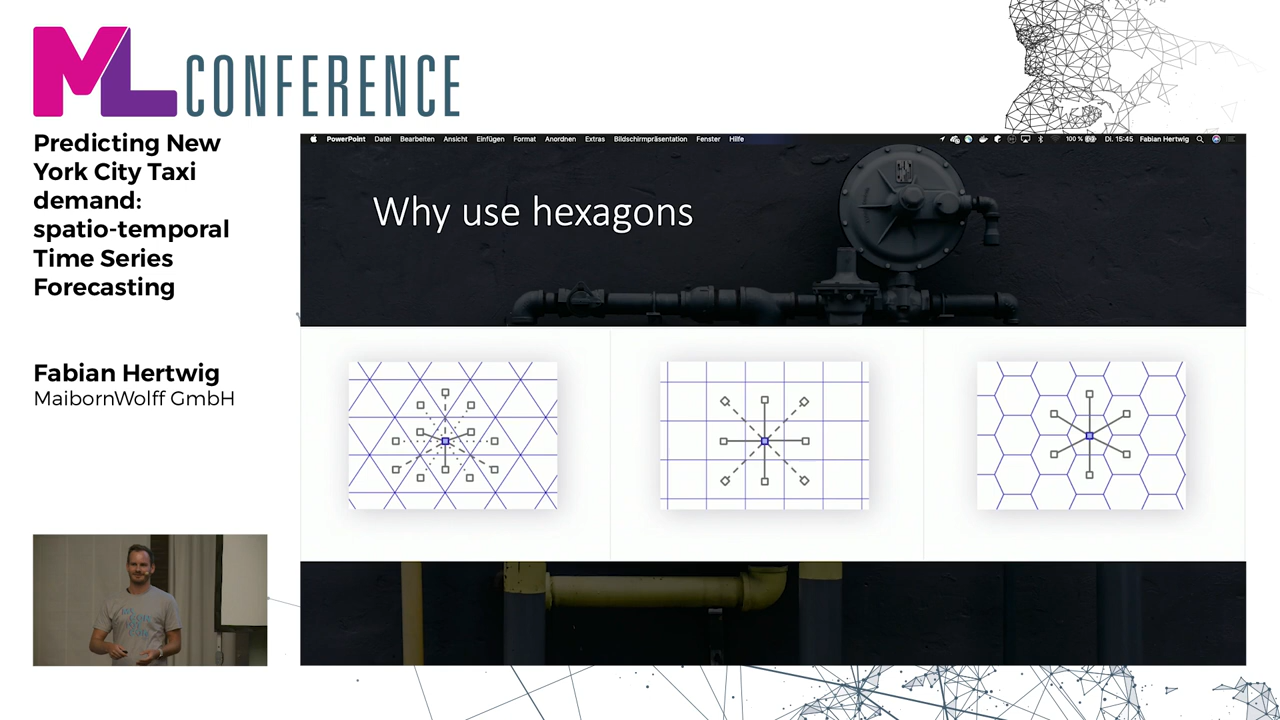 ML CONFERENCE
Predicting New
York City Taxi
demand:
spatio-temporal
Time Series
Forecasting
Fabian Hertwig
MaibornWolff GmbH
PowerPoint Datei Bearbeiten Ansicht Einfügen Format Anordnen Extras Bildschirmpräsentation Fenster Hilfe 100 % Di. 15:45 Fabian Hertwig
Why use hexagons